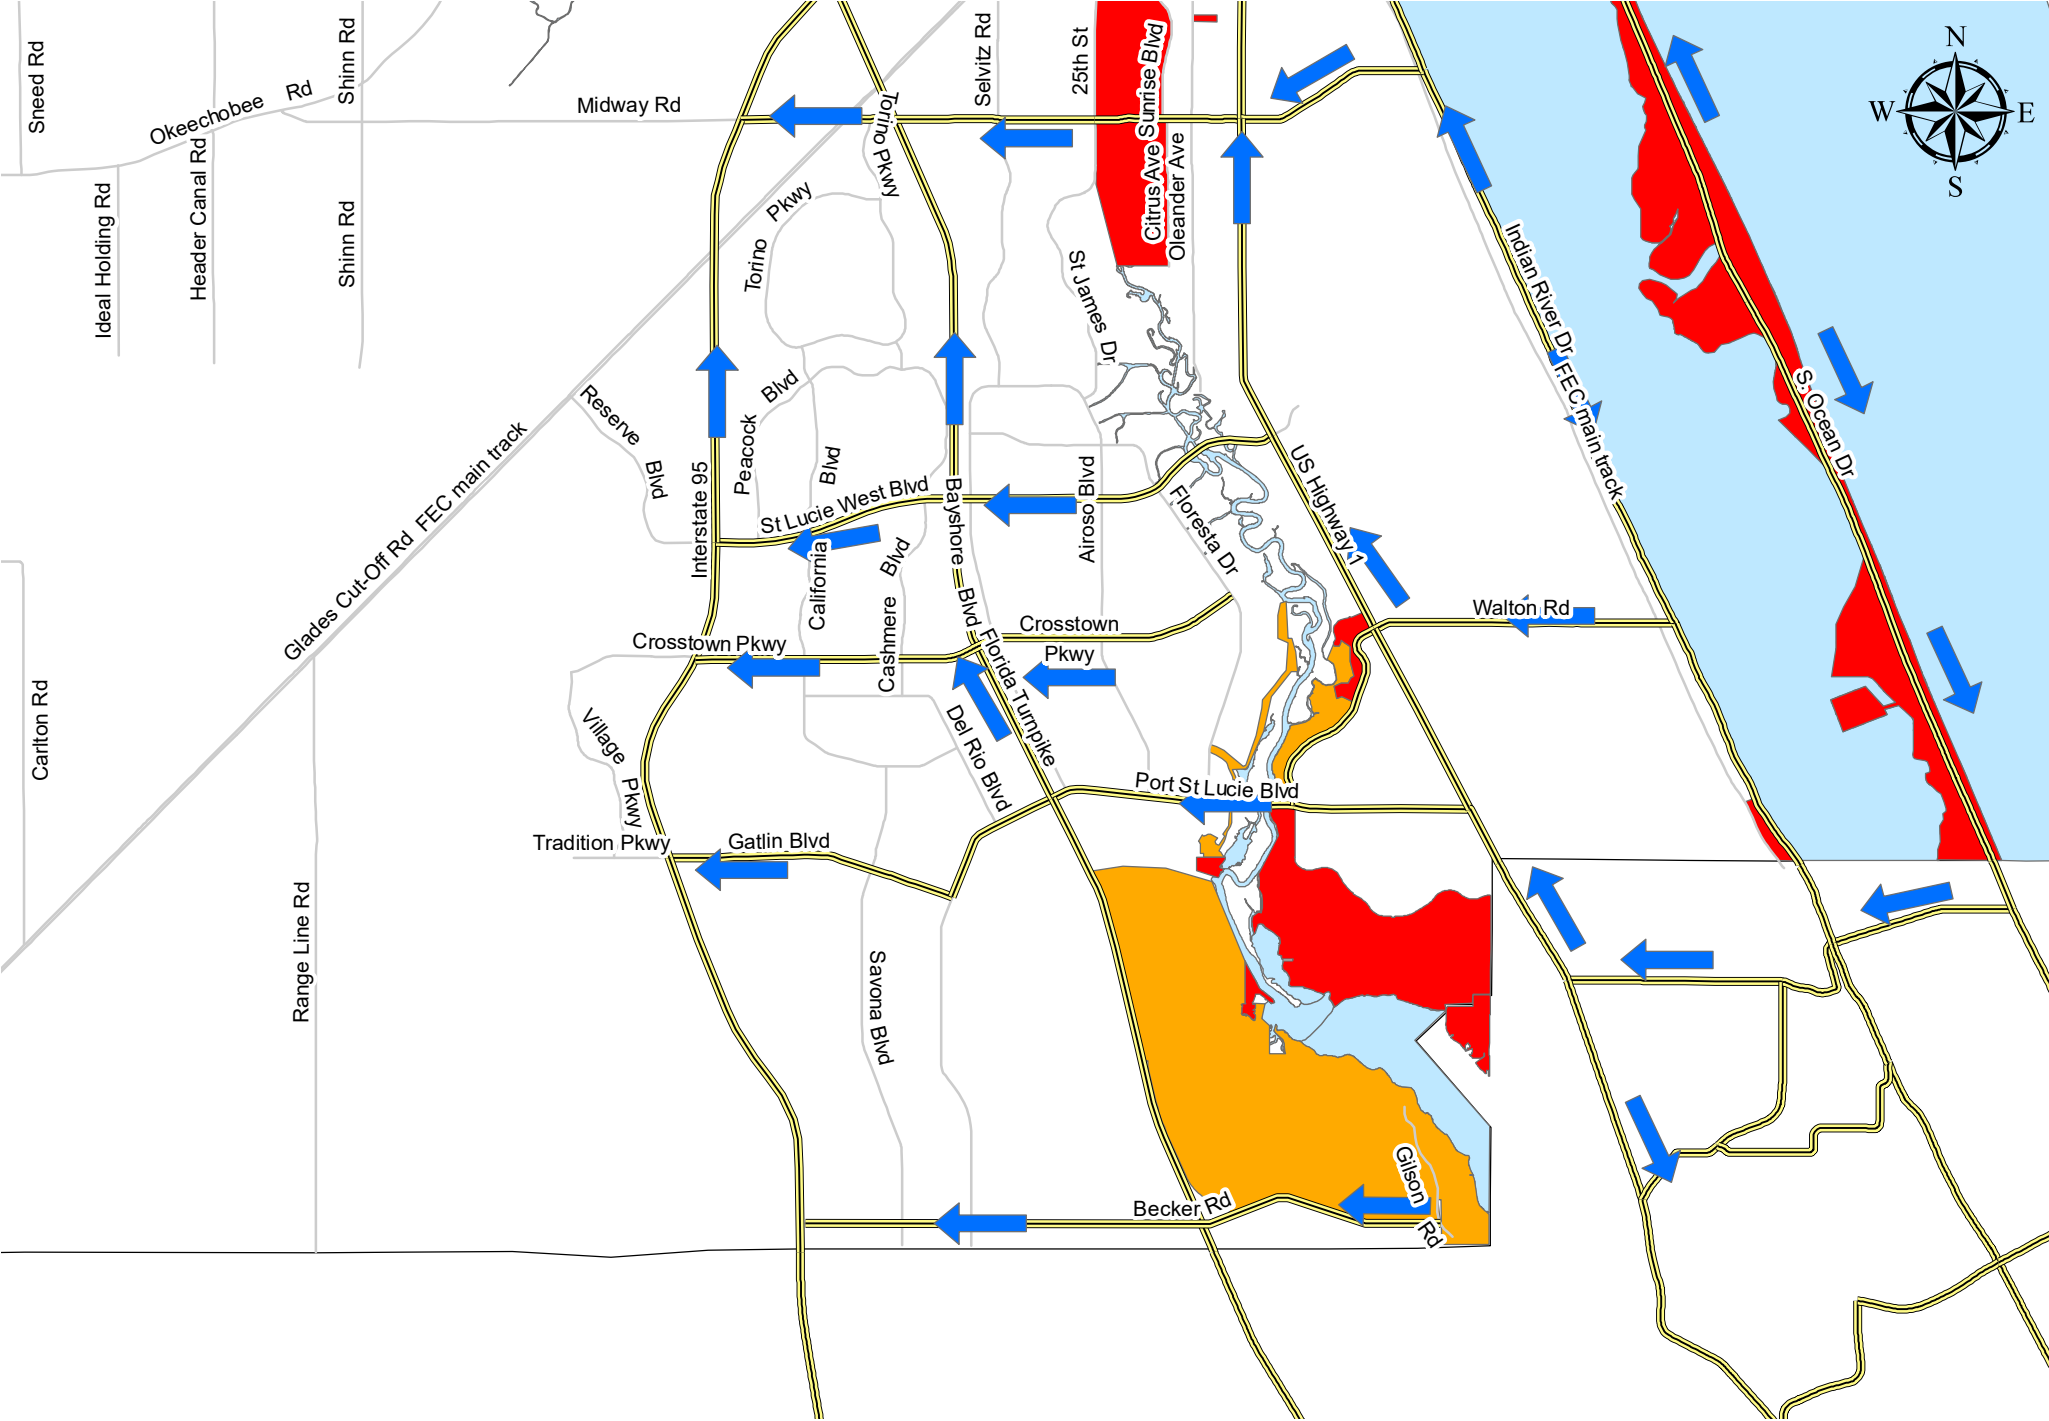 Sneed Rd
Okeechobee Rd
Shinn Rd
Midway Rd
Torino Pkwy
Selvitz Rd
25th St
Citrus Ave Sunrise Blvd
Oleander Ave
N
W
E
S
Ideal Holding Rd
Header Canal Rd
Shinn Rd
Torino Pkwy
St James Dr
Indian River Dr
FEC main track
S. Ocean Dr
Reserve Blvd
Peacock Blvd
Blvd
California
Interstate 95
St Lucie West Blvd
Bayshore Blvd
Airoso Blvd
Floresta Dr
US Highway 1
Glades Cut-Off Rd FEC main track
Cashmere Blvd
Crosstown Pkwy
Crosstown
Pkwy
Walton Rd
Florida Turnpike
Carlton Rd
Village Pkwy
Del Rio Blvd
Port St Lucie Blvd
Tradition Pkwy
Gatlin Blvd
Range Line Rd
Savona Blvd
Becker Rd
Gilson Rd